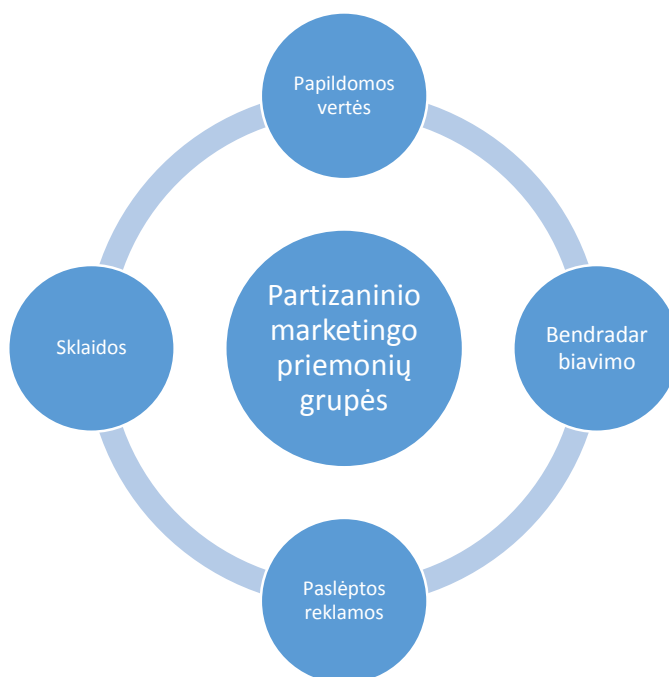 Papildomos
vertės
Partizaninio
marketingo
priemonių
grupės
Sklaidos
Bendradar
biavimo
Paslėptos
reklamos